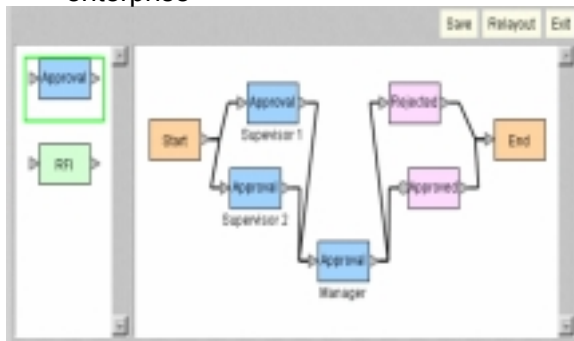 enterprise
Save Relayout Exit
Approval
RFI
Start
Approval
Supervisor 1
Approval
Supervisor 2
Approval
Manager
Rejected
Approved
End